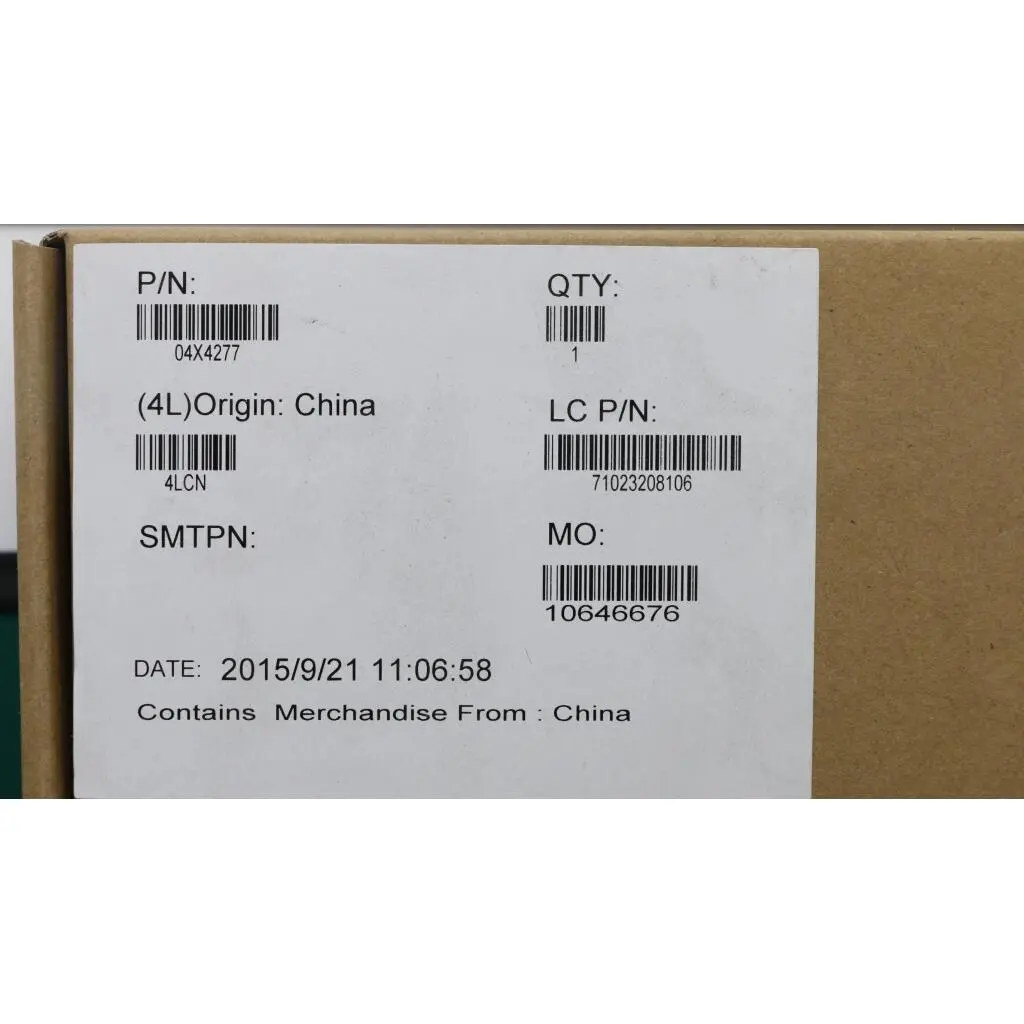 P/N:
04X4277
QTY:
1
(4L)Origin: China
4LCN
LC P/N:
71023208106
SMTPN:
MO:
10646676
DATE: 2015/9/21 11:06:58
Contains Merchandise From : China